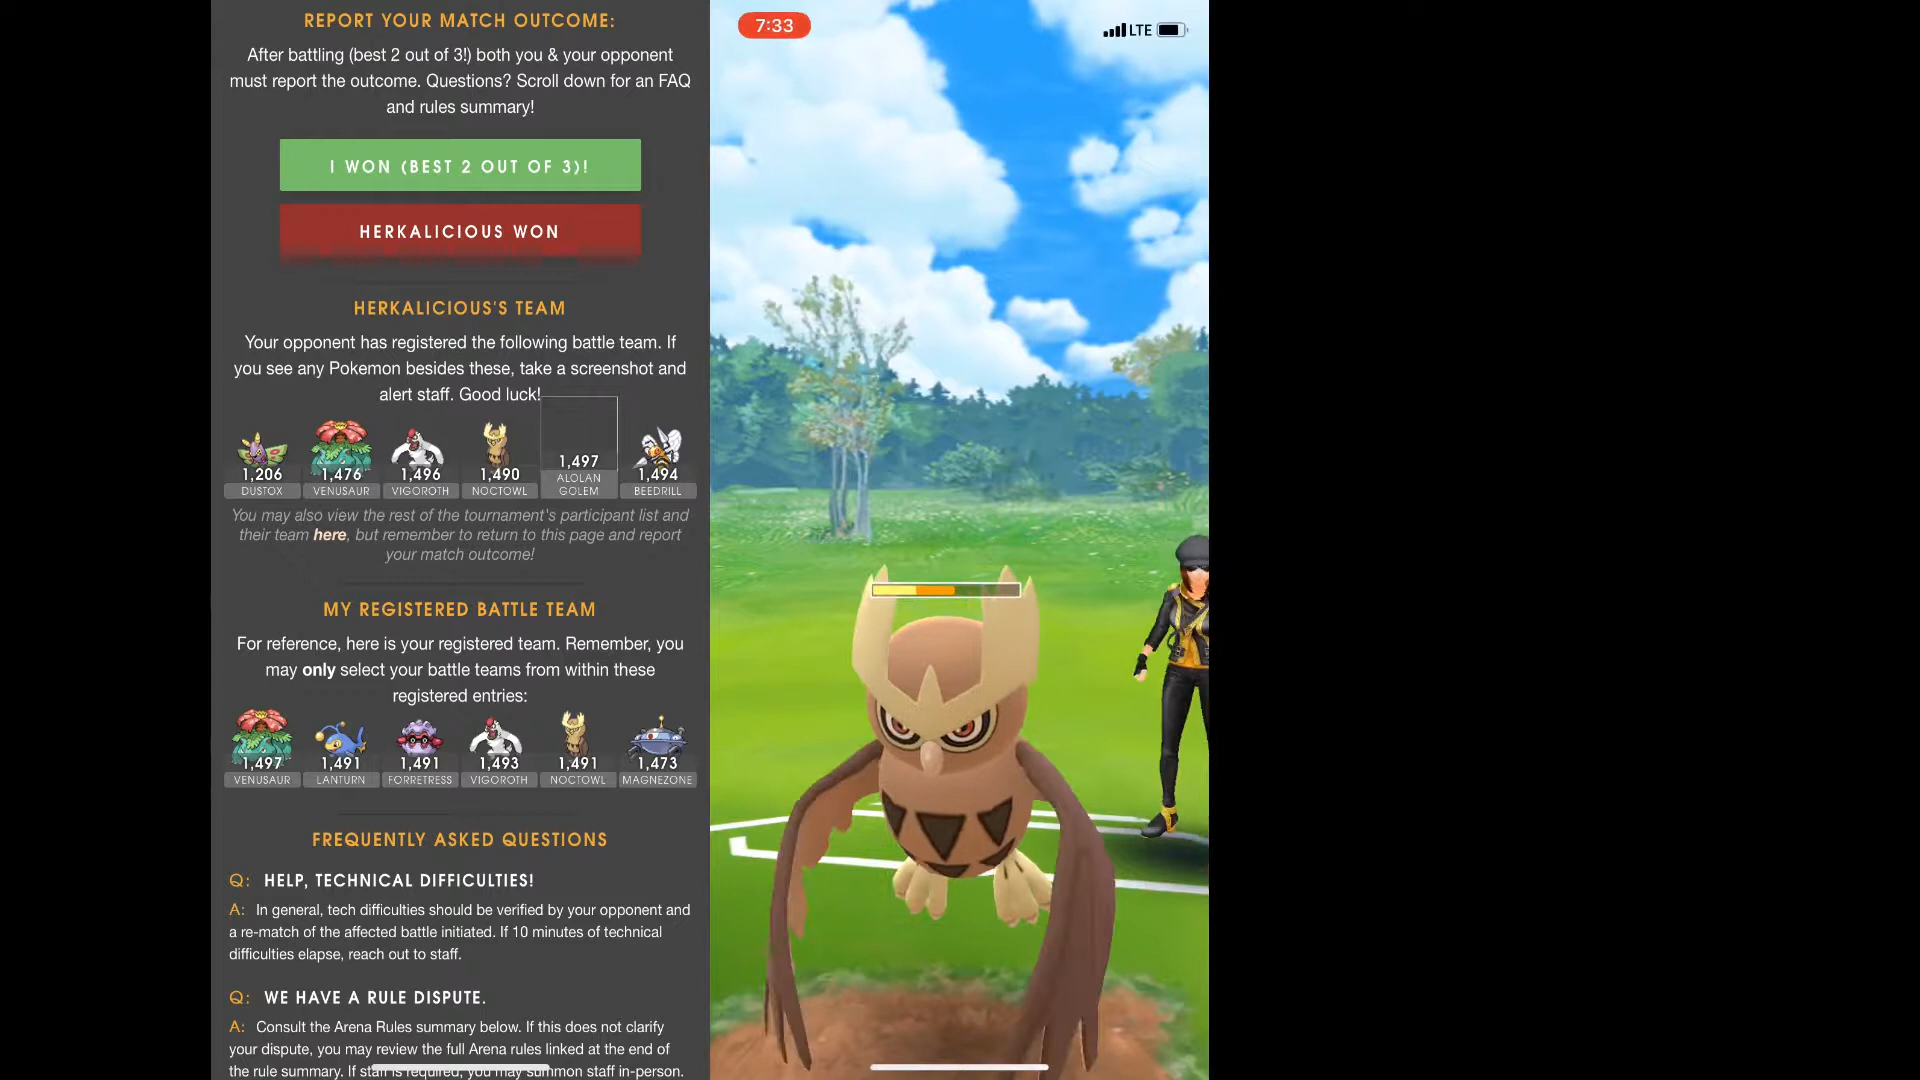 REPORT YOUR MATCH OUTCOME:
After battling (best 2 out of 3!) both you & your opponent
must report the outcome. Questions? Scroll down for an FAQ
and rules summary!
I WON (BEST 2 OUT OF 3)!
HERKALICIOUS WON
HERKALICIOUS'S TEAM
Your opponent has registered the following battle team. If
you see any Pokemon besides these, take a screenshot and
alert staff. Good luck!
1,206 1,476 1,496 1,490 1,497 1,494
DUSTOX VENUSAUR VIGOROTH NOCTOWL ALOLAN GOLEM BEEDRILL
You may also view the rest of the tournament's participant list and
their team here, but remember to return to this page and report
your match outcome!
MY REGISTERED BATTLE TEAM
For reference, here is your registered team. Remember, you
may only select your battle teams from within these
registered entries:
1,497 1,491 1,491 1,493 1,491 1,473
VENUSAUR LANTURN FORRETRESS VIGOROTH NOCTOWL MAGNEZONE
FREQUENTLY ASKED QUESTIONS
Q: HELP, TECHNICAL DIFFICULTIES!
A: In general, tech difficulties should be verified by your opponent and
a re-match of the affected battle initiated. If 10 minutes of technical
difficulties elapse, reach out to staff.
Q: WE HAVE A RULE DISPUTE.
A: Consult the Arena Rules summary below. If this does not clarify
your dispute, you may review the full Arena rules linked at the end of
the rule summary. If staff is required, you may summon staff in-person.
7:33
LTE